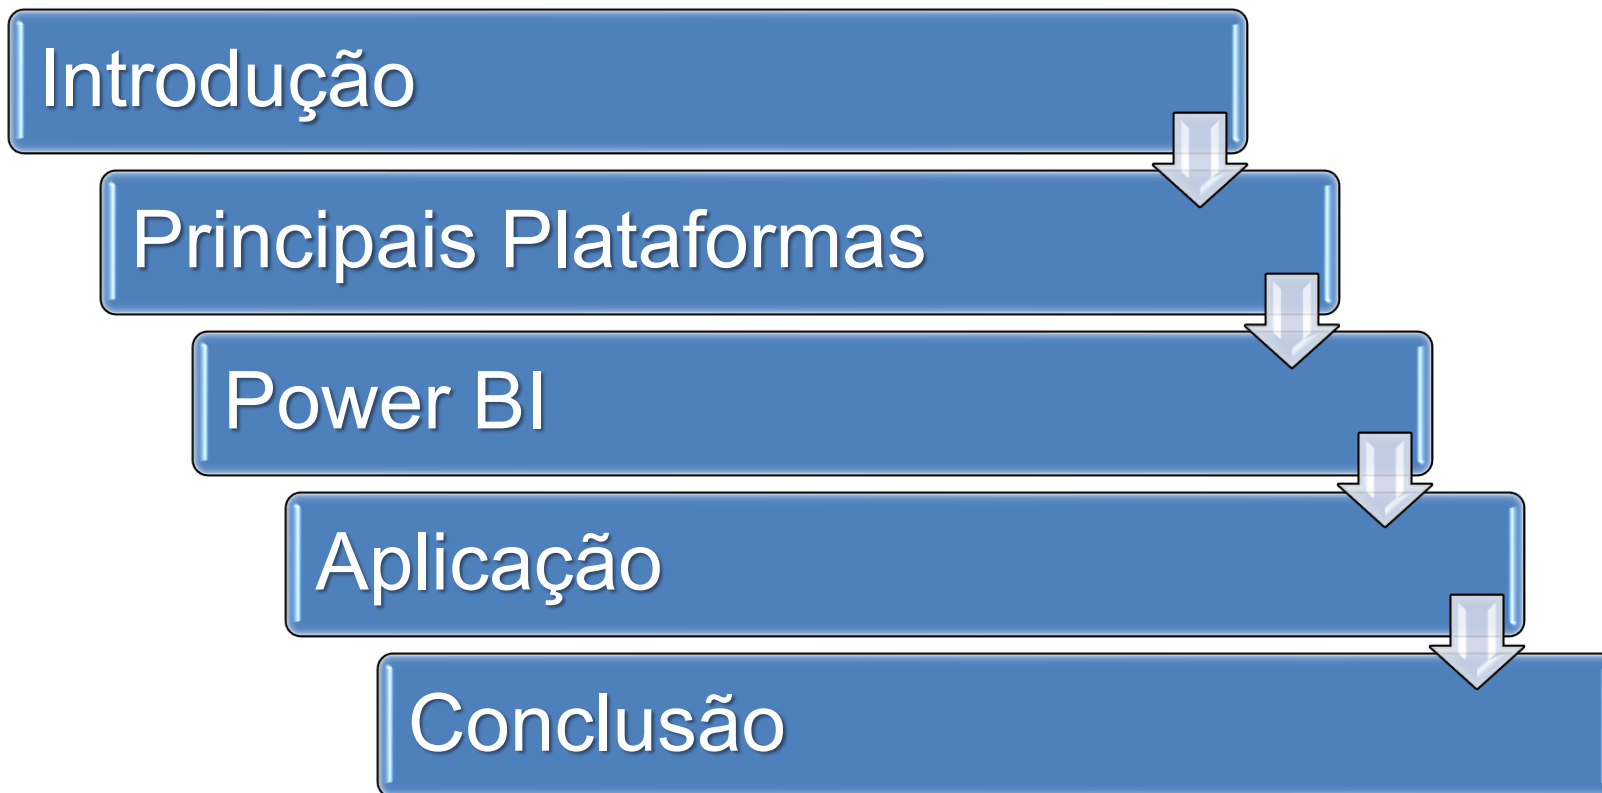 Introdução
Principais Plataformas
Power BI
Aplicação
Conclusão